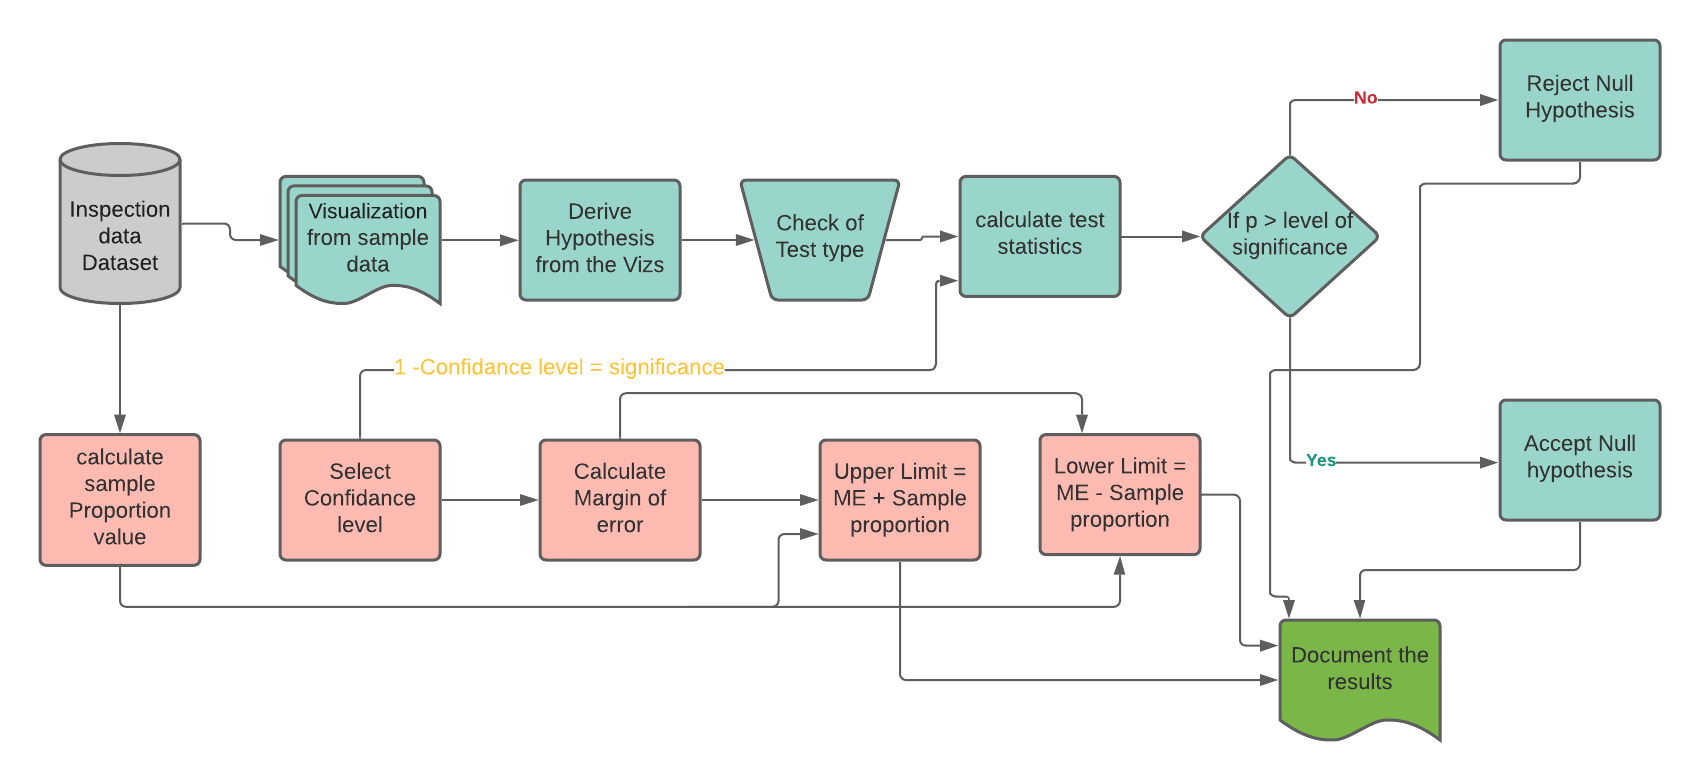 Inspection
data
Dataset
Visualization
from sample
data
Derive
Hypothesis
from the Vizs
Check of
Test type
calculate test
statistics
If p > level of
significance
No
Reject Null
Hypothesis
Yes
Accept Null
hypothesis
1 -Confidance level = significance
calculate
sample
Proportion
value
Select
Confidance
level
Calculate
Margin of
error
Upper Limit =
ME + Sample
proportion
Lower Limit =
ME - Sample
proportion
Document the
results